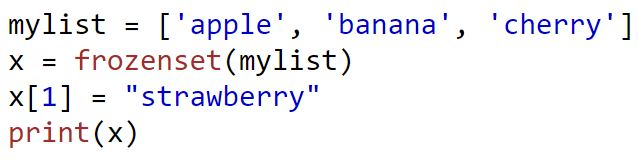 mylist = ['apple', 'banana', 'cherry']
x = frozenset(mylist)
x[1] = "strawberry"
print(x)